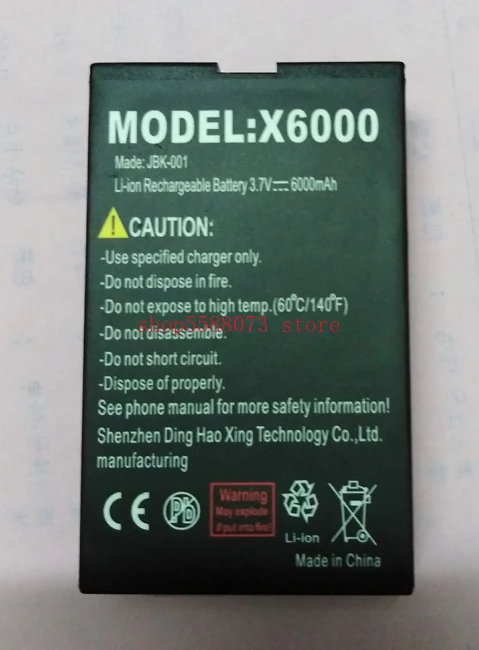 MODEL:X6000
Made: JBK-001
Li-ion Rechargeable Battery 3.7V⎓6000mAh
CAUTION:
-Use specified charger only.
-Do not dispose in fire.
-Do not expose to high temp.(60°C/140°F)
shop5588073 store
-Do not disassemble.
-Do not short circuit.
-Dispose of properly.
See phone manual for more safety information!
Shenzhen Ding Hao Xing Technology Co.,Ltd.
manufacturing
CE Pb
Warning
May explode
if put into fire!
Li-ion
Made in China